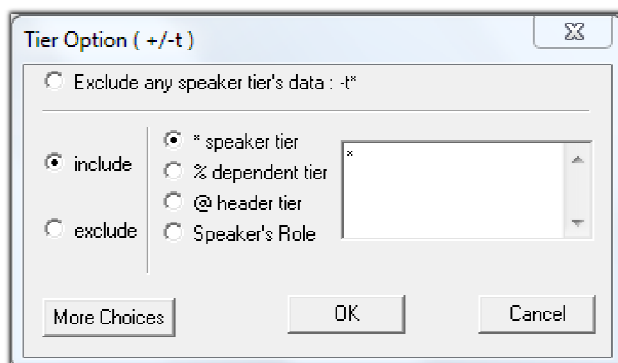 Tier Option ( +/-t )
Exclude any speaker tier's data : -t*
include
exclude
* speaker tier
% dependent tier
@ header tier
Speaker's Role
*
More Choices
OK
Cancel